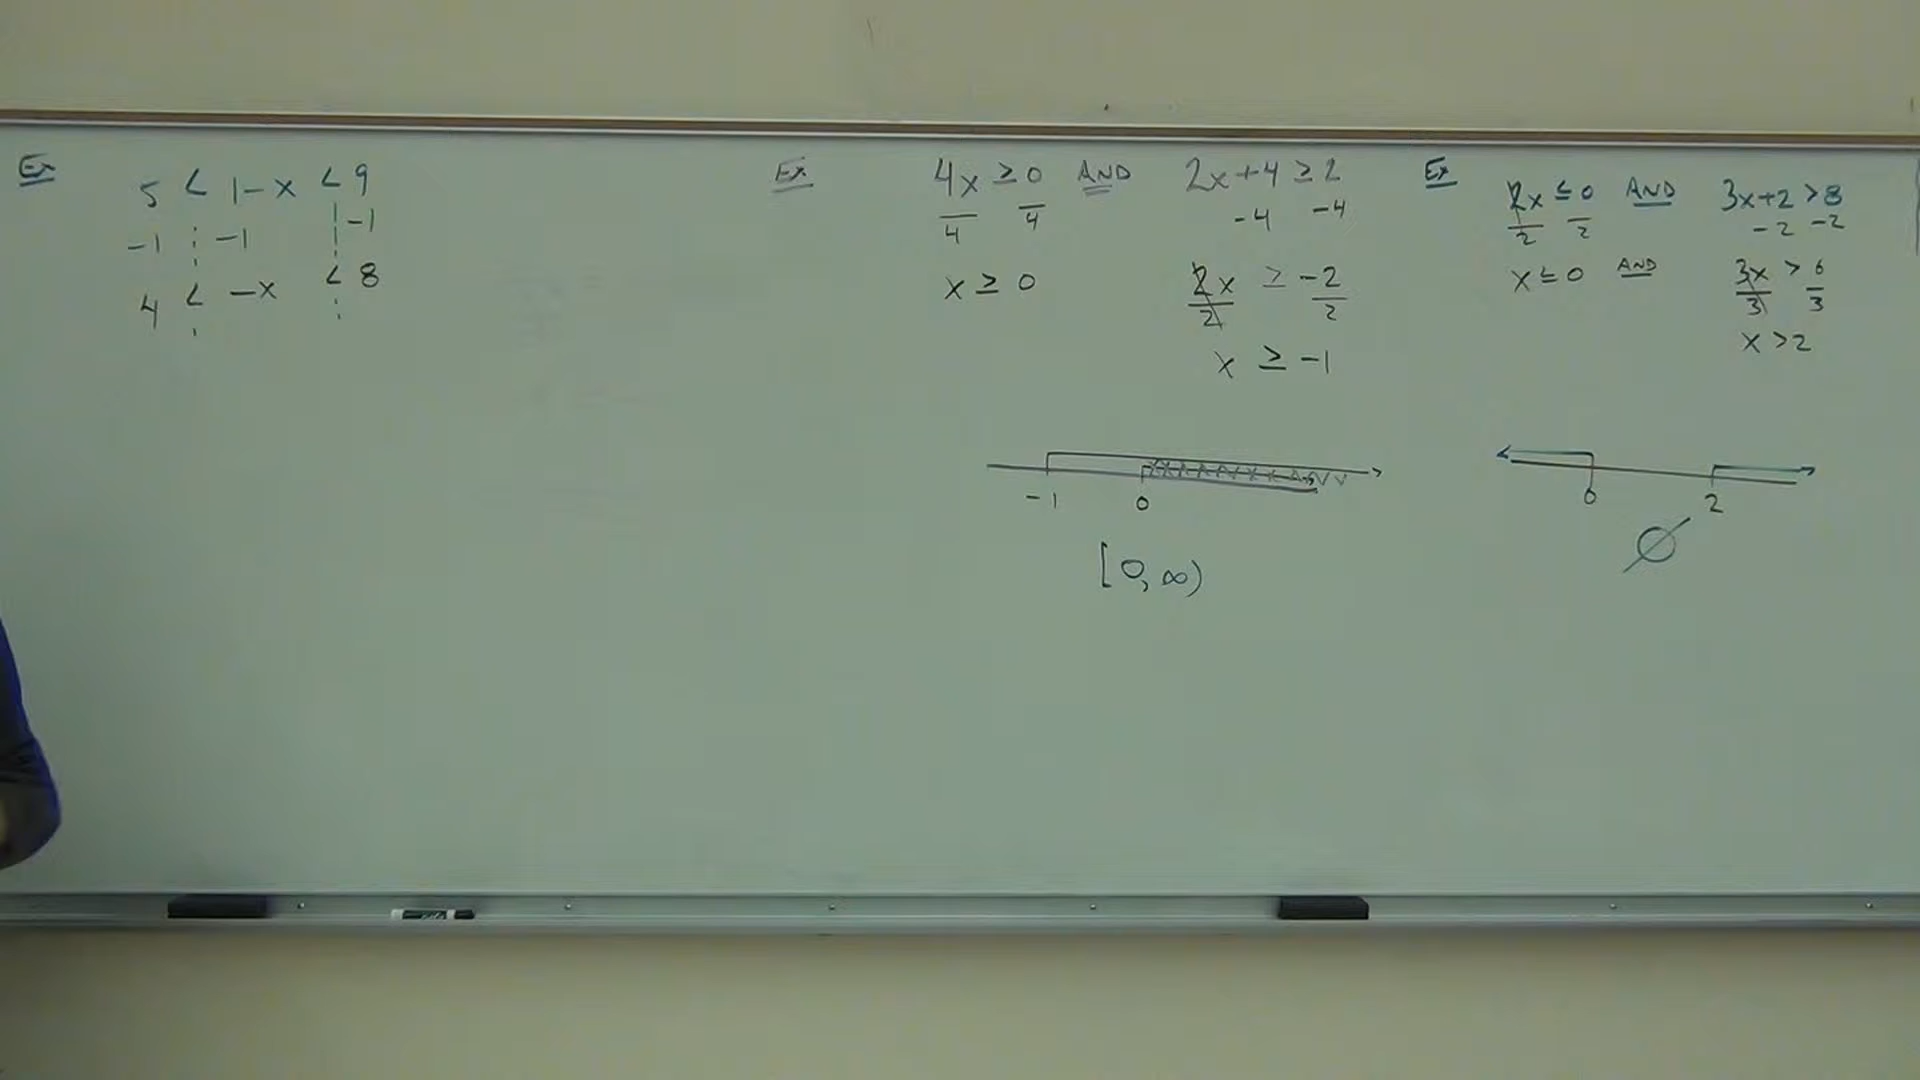 Ex
5 < 1-x < 9
-1 -1 -1
4 < -x < 8
Ex
4x ≥ 0 AND 2x+4 ≥ 2
4 4 -4 -4
x ≥ 0 2x ≥ -2
2 2
x ≥ -1
-1 0
[0, ∞)
Ex
2x ≤ 0 AND 3x+2 > 8
2 2 -2 -2
x ≤ 0 AND 3x > 6
3 3
x > 2
0 2
∅